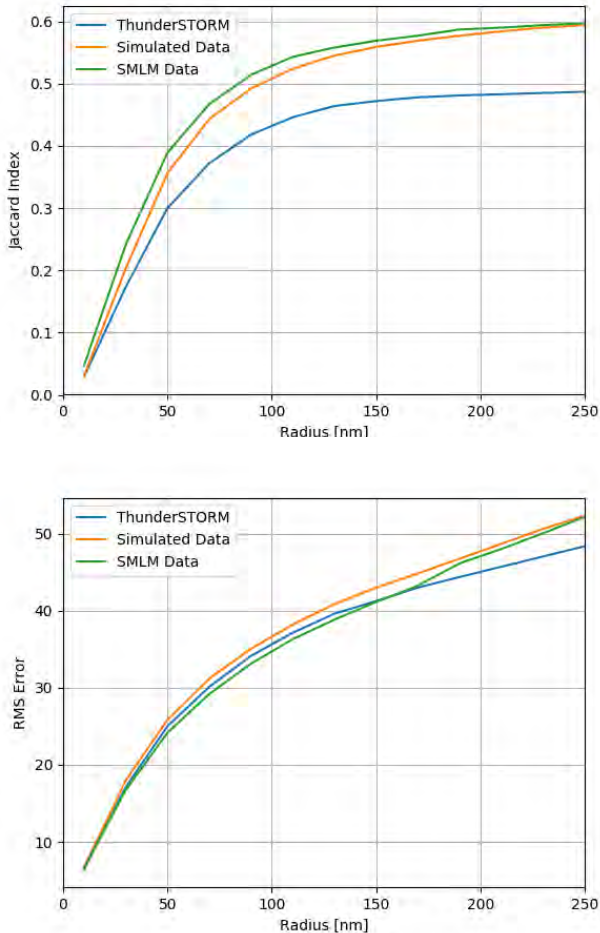 0.6
0.5
0.4
0.3
0.2
0.1
0.0
Jaccard Index
ThunderSTORM
Simulated Data
SMLM Data
0 50 100 150 200 250
Radius [nm]
50
40
30
20
10
RMS Error
ThunderSTORM
Simulated Data
SMLM Data
0 50 100 150 200 250
Radius [nm]